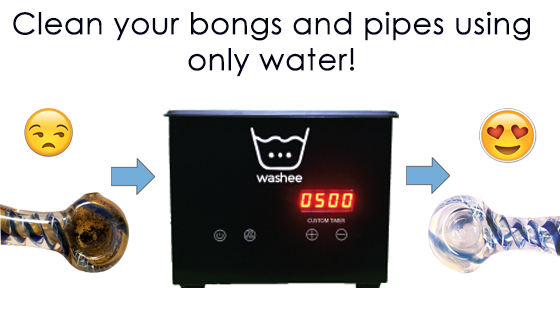 Clean your bongs and pipes using
only water!
washee
0500
CUSTOM TIMER